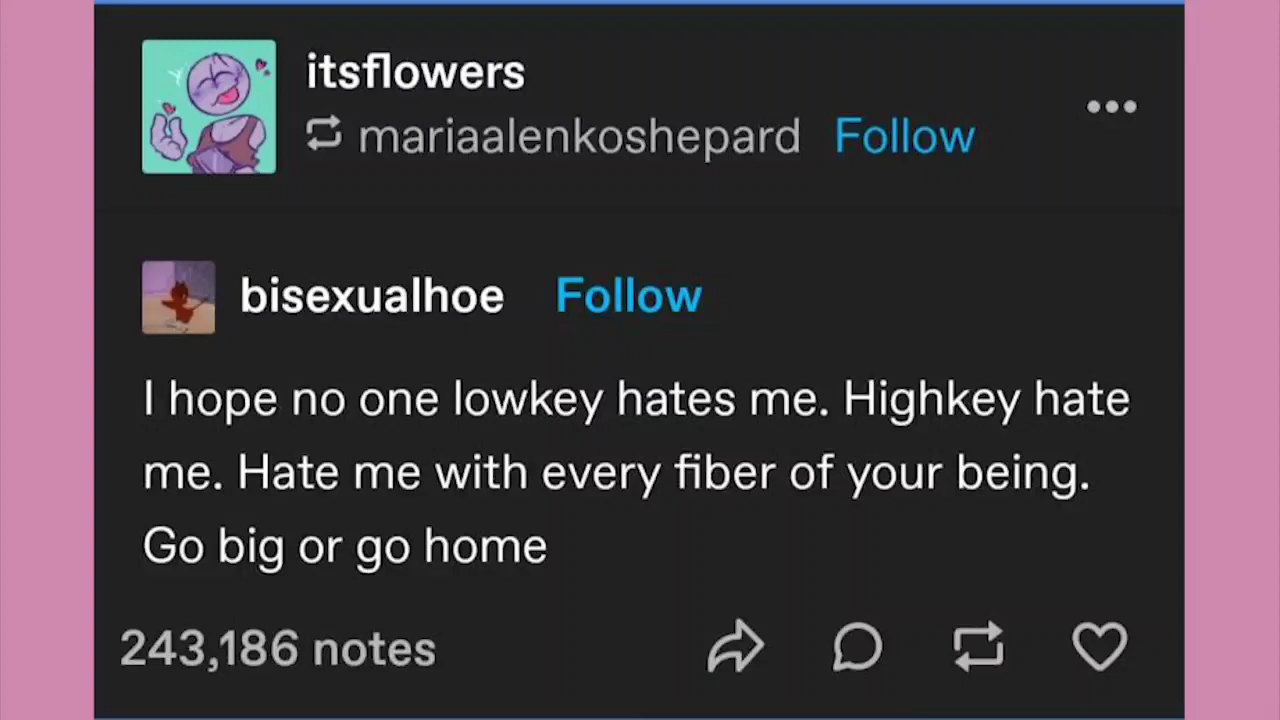 itsflowers
mariaalenkoshepard Follow
bisexualhoe Follow
I hope no one lowkey hates me. Highkey hate
me. Hate me with every fiber of your being.
Go big or go home
243,186 notes